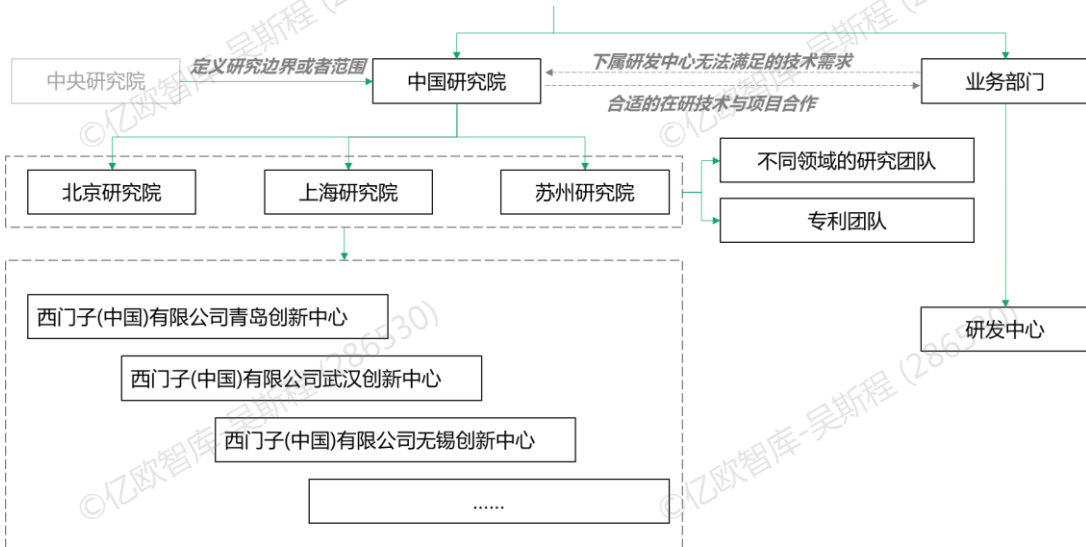 中央研究院
定义研究边界或者范围
中国研究院
下属研发中心无法满足的技术需求
合适的在研技术与项目合作
业务部门
北京研究院
上海研究院
苏州研究院
不同领域的研究团队
专利团队
西门子(中国)有限公司青岛创新中心
西门子(中国)有限公司武汉创新中心
西门子(中国)有限公司无锡创新中心
......
研发中心
©亿欧智库-吴斯程 (286530)
©亿欧智库-吴斯程 (286530)
©亿欧智库-吴斯程 (286530)
©亿欧智库-吴斯程 (286530)